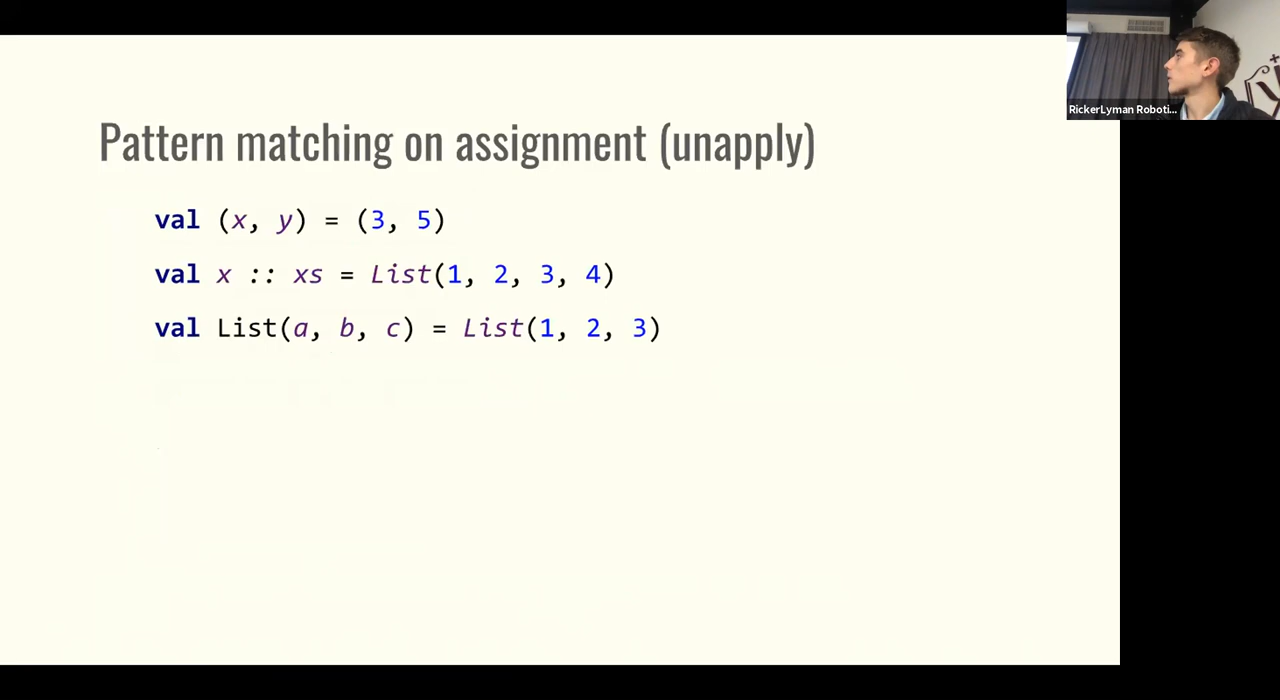 Pattern matching on assignment (unapply)
val (x, y) = (3, 5)
val x :: xs = List(1, 2, 3, 4)
val List(a, b, c) = List(1, 2, 3)
RickerLyman Roboti...